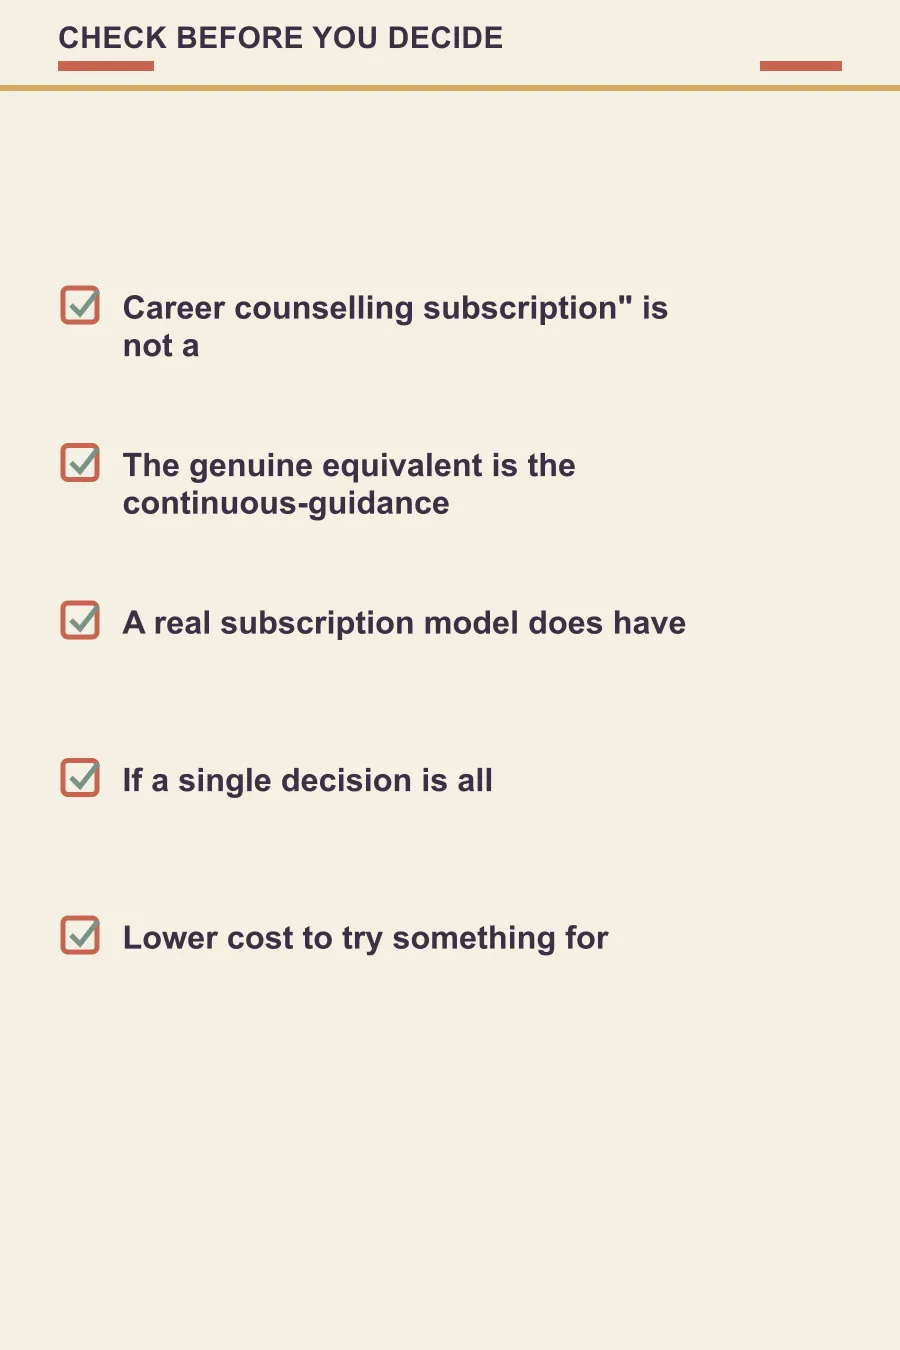 CHECK BEFORE YOU DECIDE
Career counselling subscription" is
not a
The genuine equivalent is the
continuous-guidance
A real subscription model does have
If a single decision is all
Lower cost to try something for